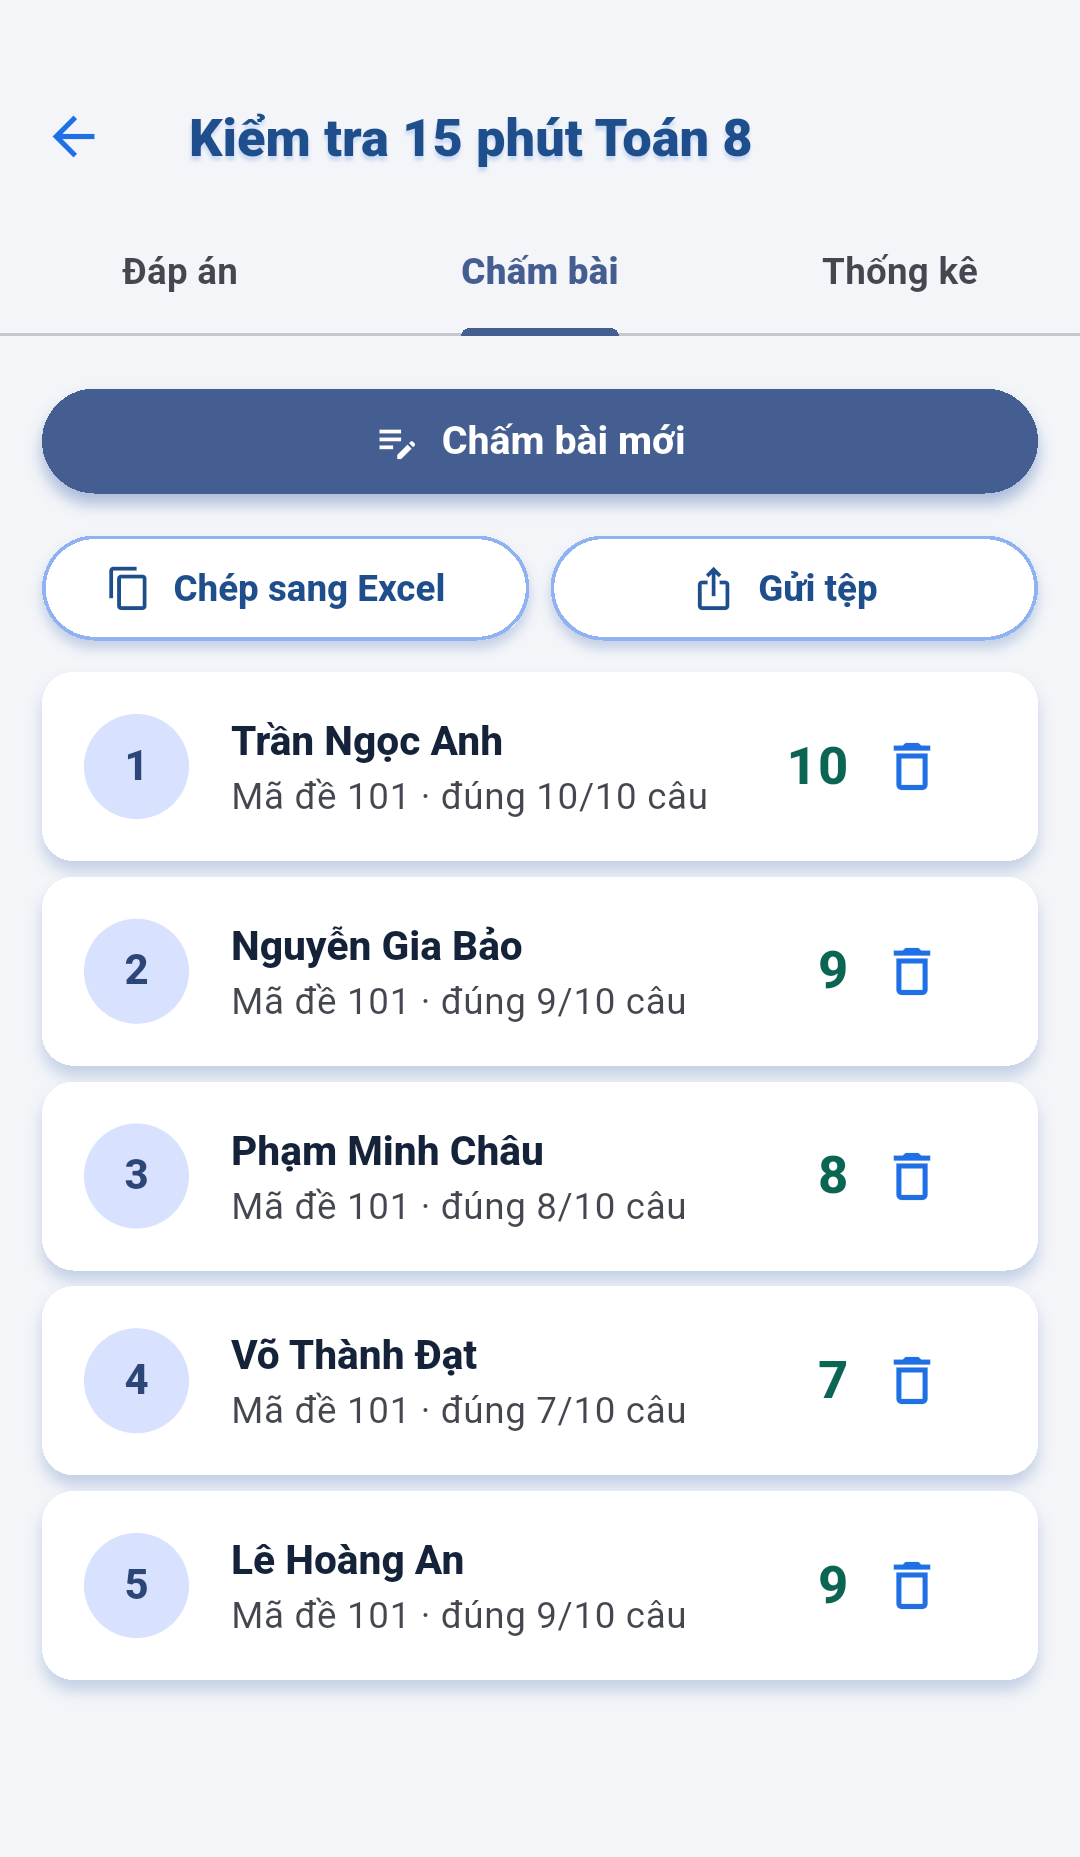 Kiểm tra 15 phút Toán 8
Đáp án
Chấm bài
Thống kê
Chấm bài mới
Chép sang Excel
Gửi tệp
1
Trần Ngọc Anh
Mã đề 101 · đúng 10/10 câu
10
2
Nguyễn Gia Bảo
Mã đề 101 · đúng 9/10 câu
9
3
Phạm Minh Châu
Mã đề 101 · đúng 8/10 câu
8
4
Võ Thành Đạt
Mã đề 101 · đúng 7/10 câu
7
5
Lê Hoàng An
Mã đề 101 · đúng 9/10 câu
9